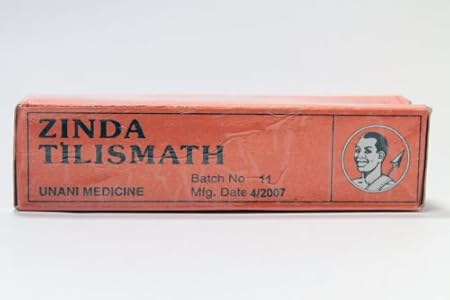 ZINDA
TILISMATH
UNANI MEDICINE
Batch No 11
Mfg. Date 4/2007